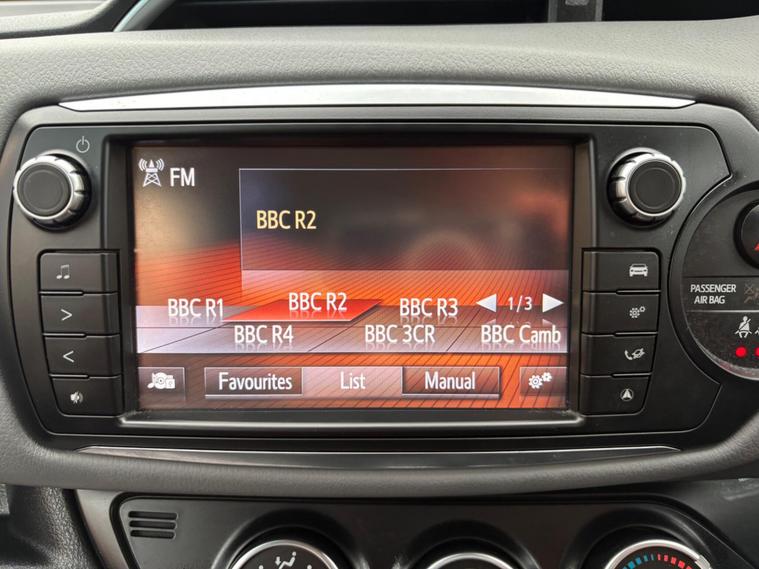 FM
BBC R2
BBC R1 BBC R2 BBC R3 1/3
BBC R4 BBC 3CR BBC Camb
Favourites List Manual
PASSENGER
AIR BAG